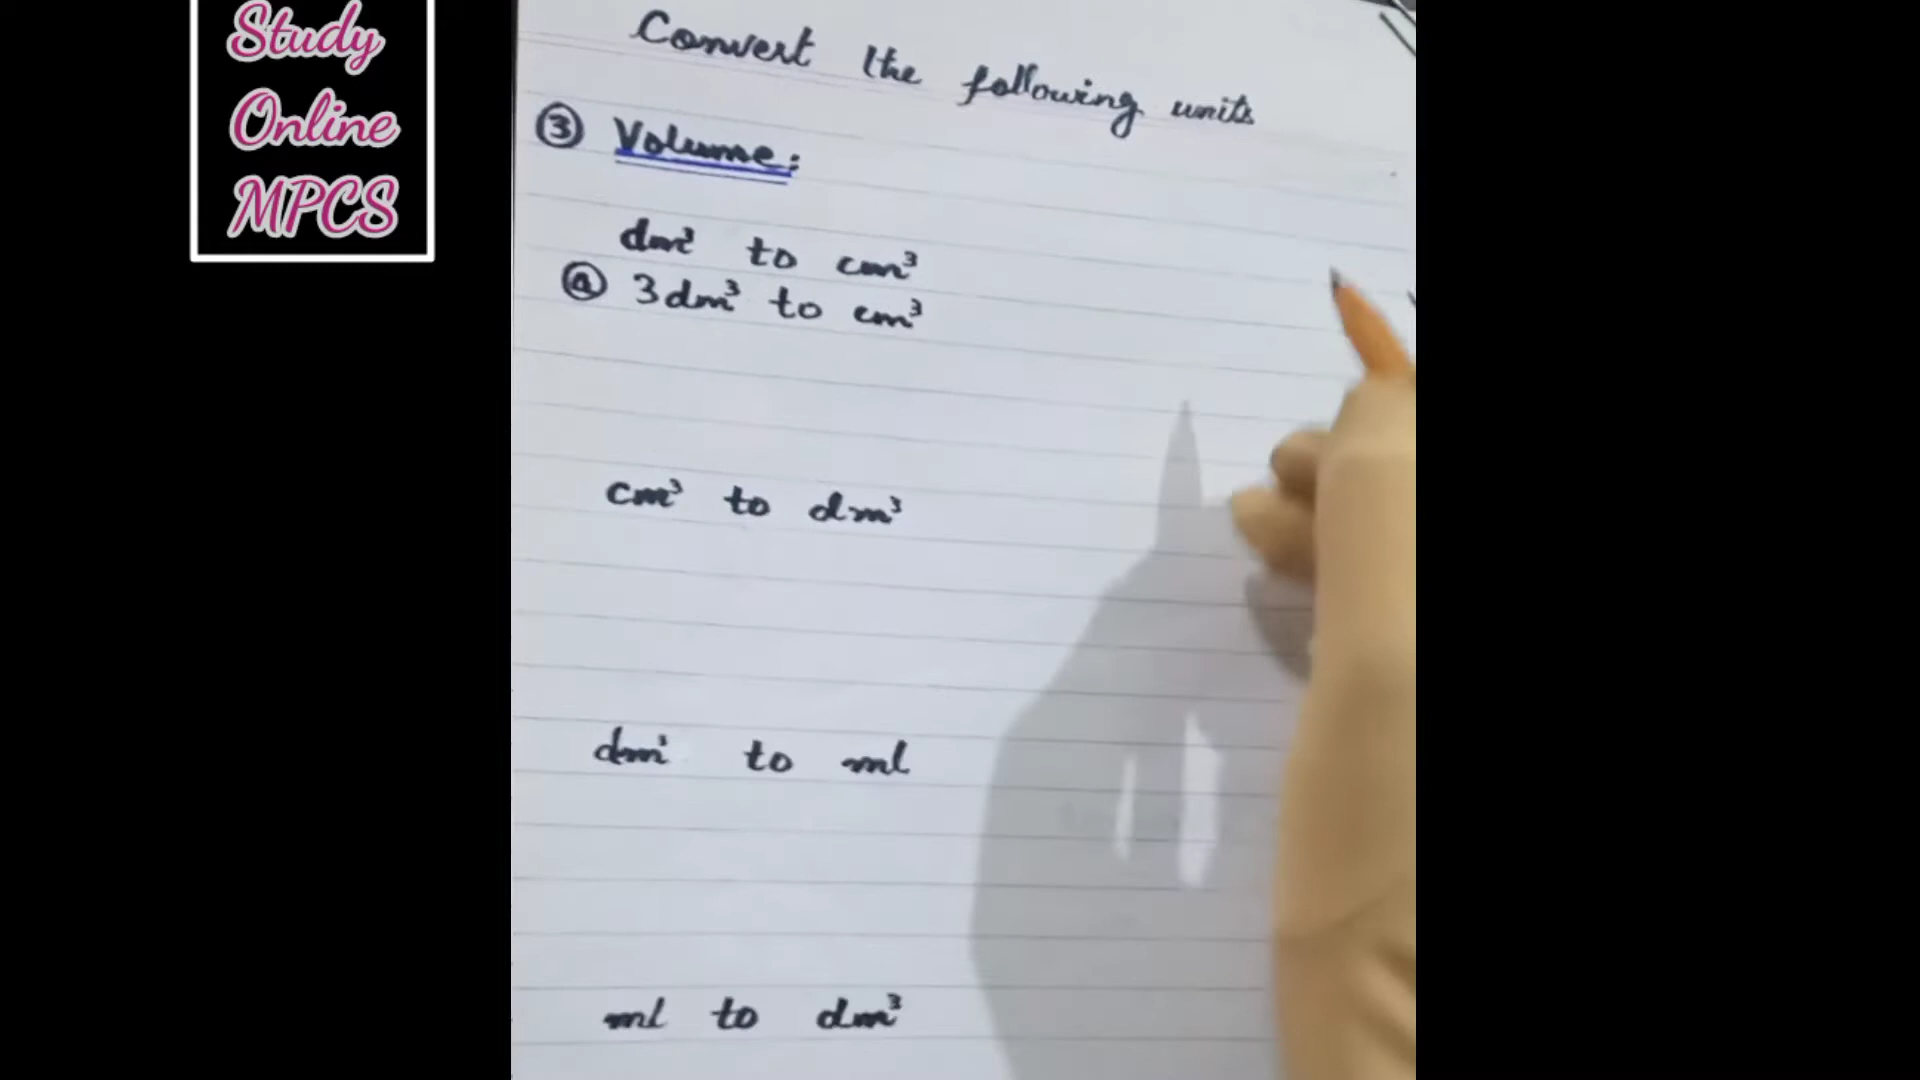 Study
Online
MPCS
Convert the following units
③ Volume:
dm³ to cm³
ⓐ 3dm³ to cm³
cm³ to dm³
dm³ to ml
ml to dm³